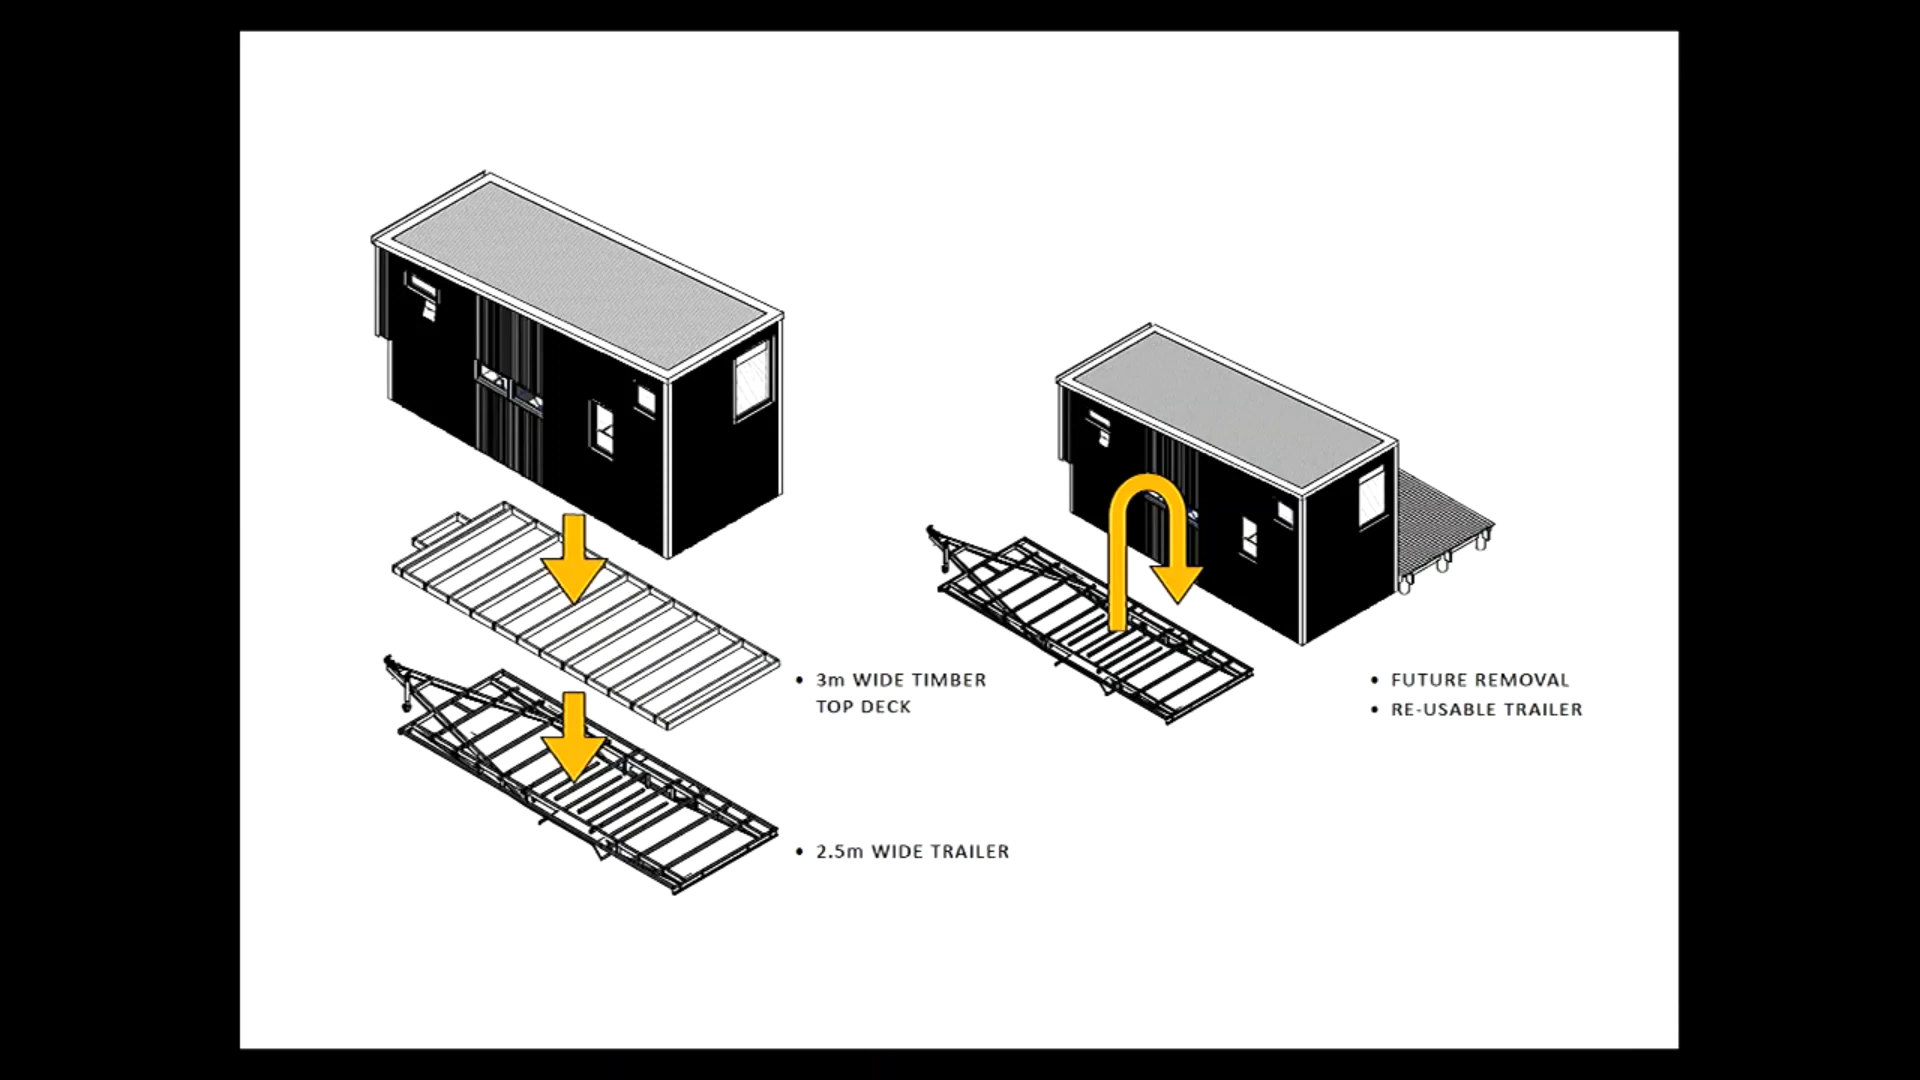 • 3m WIDE TIMBER
TOP DECK
• 2.5m WIDE TRAILER
• FUTURE REMOVAL
• RE-USABLE TRAILER